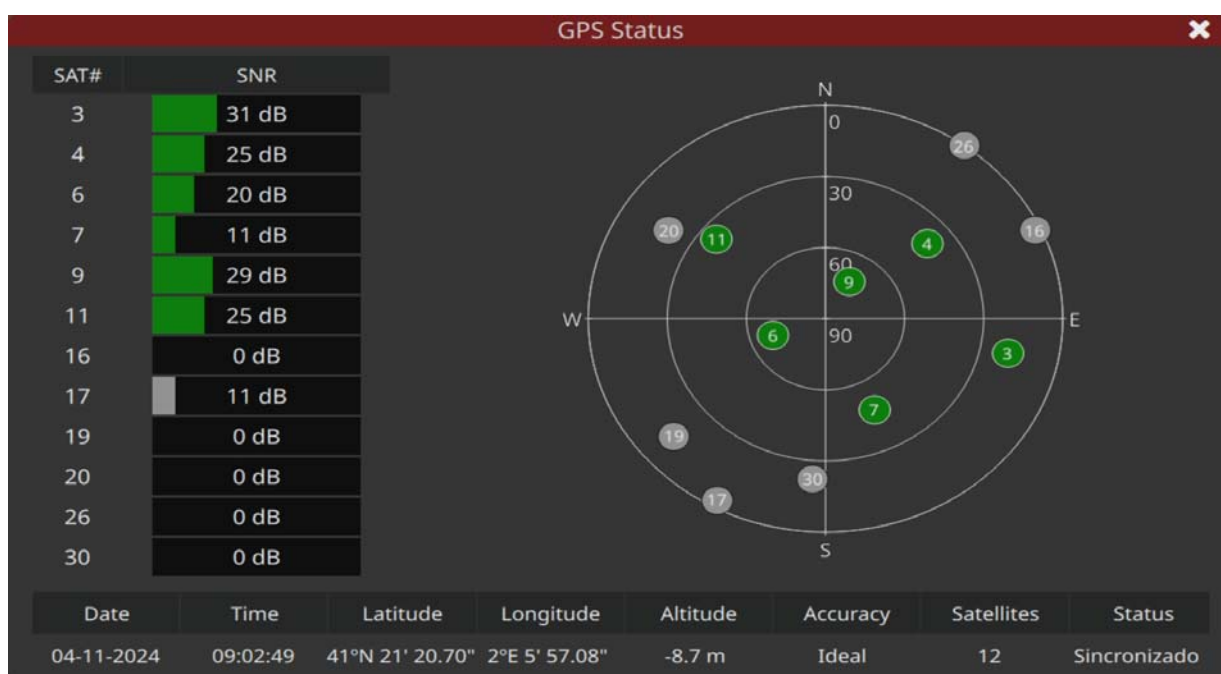 GPS Status
SAT# SNR
3 31 dB
4 25 dB
6 20 dB
7 11 dB
9 29 dB
11 25 dB
16 0 dB
17 11 dB
19 0 dB
20 0 dB
26 0 dB
30 0 dB
N
0
26
30
20 11 4 16
60
9
W E
6 90
3
7
19
30
17
S
Date Time Latitude Longitude Altitude Accuracy Satellites Status
04-11-2024 09:02:49 41°N 21' 20.70" 2°E 5' 57.08" -8.7 m Ideal 12 Sincronizado